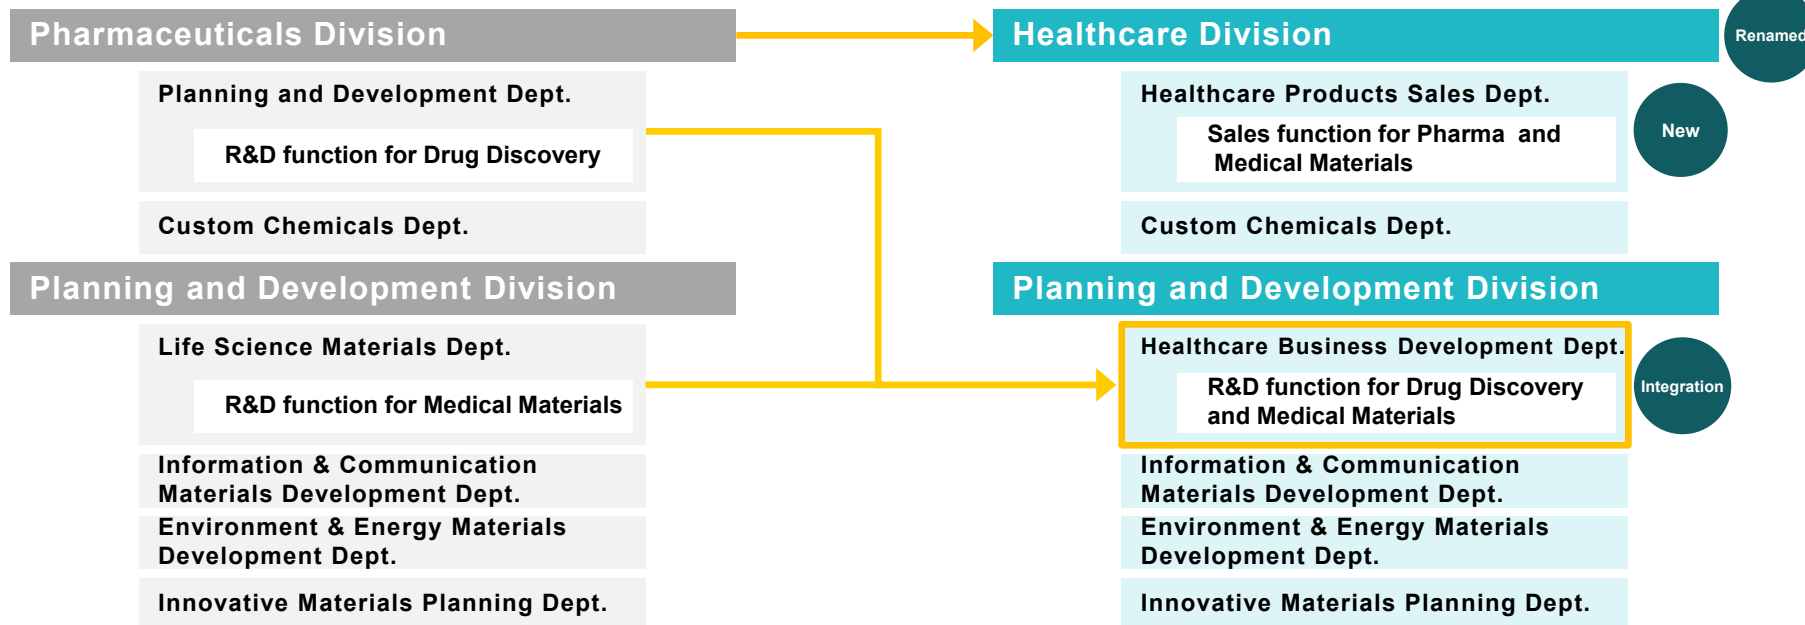 Pharmaceuticals Division
Planning and Development Dept.
R&D function for Drug Discovery
Custom Chemicals Dept.
Planning and Development Division
Life Science Materials Dept.
R&D function for Medical Materials
Information & Communication
Materials Development Dept.
Environment & Energy Materials
Development Dept.
Innovative Materials Planning Dept.
Healthcare Division
Renamed
Healthcare Products Sales Dept.
Sales function for Pharma and
Medical Materials
New
Custom Chemicals Dept.
Planning and Development Division
Healthcare Business Development Dept.
R&D function for Drug Discovery
and Medical Materials
Integration
Information & Communication
Materials Development Dept.
Environment & Energy Materials
Development Dept.
Innovative Materials Planning Dept.